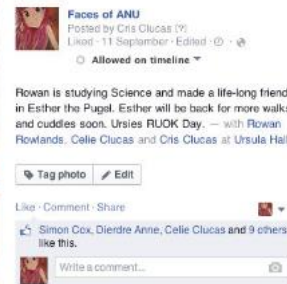 Faces of ANU
Posted by Cris Clucas [?]
Liked · 11 September · Edited ·
Allowed on timeline
Rowan is studying Science and made a life-long friend
in Esther the Pugel. Esther will be back for more walks
and cuddles soon. Ursies RUOK Day. — with Rowan
Rowlands, Celie Clucas and Cris Clucas at Ursula Hall
Tag photo Edit
Like · Comment · Share
Simon Cox, Dierdre Anne, Celie Clucas and 9 others
like this.
Write a comment...